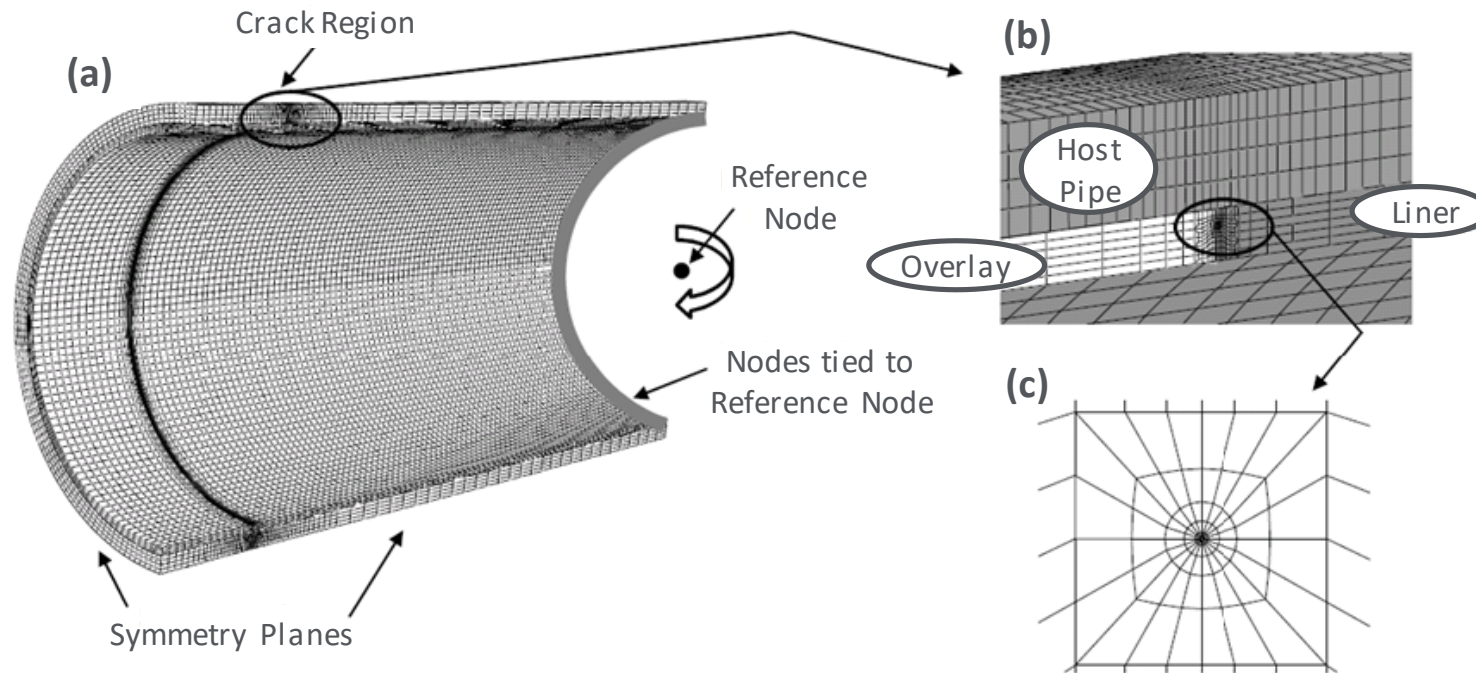 Crack Region
(a)
Reference
Node
Nodes tied to
Reference Node
Symmetry Planes
(b)
Host
Pipe
Liner
Overlay
(c)